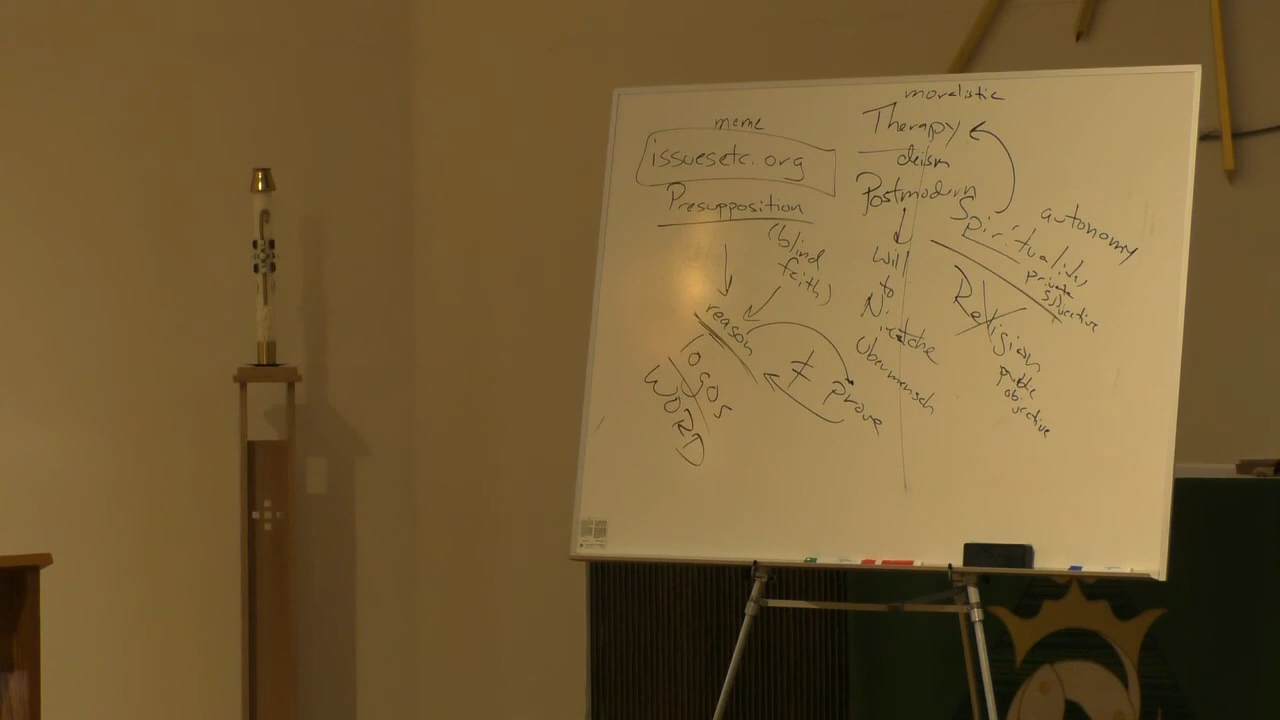 meme
issuesetc.org
Presupposition
(blind
faith)
reason
logos
WORD
≠ prove
moralistic
Therapy
deism
Postmodern
will
to
Nietzche
Ubermensch
autonomy
Spirituality
private
subjective
Religion
public
objective